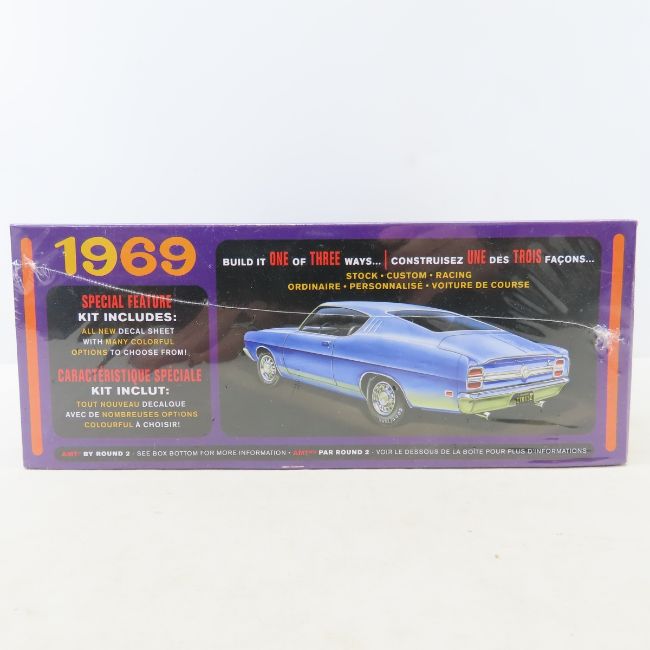 1969
SPECIAL FEATURE
KIT INCLUDES:
ALL NEW DECAL SHEET
WITH MANY COLORFUL
OPTIONS TO CHOOSE FROM!
CARACTÉRISTIQUE SPÉCIALE
KIT INCLUT:
TOUT NOUVEAU DECALQUE
AVEC DE NOMBREUSES OPTIONS
COLOURFUL À CHOISIR!
BUILD IT ONE OF THREE WAYS... | CONSTRUISEZ UNE DES TROIS FAÇONS...
STOCK • CUSTOM • RACING
ORDINAIRE • PERSONNALISÉ • VOITURE DE COURSE
AMT® BY ROUND 2 - SEE BOX BOTTOM FOR MORE INFORMATION • AMT PAR ROUND 2 - VOIR LE DESSOUS DE LA BOÎTE POUR PLUS D'INFORMATIONS